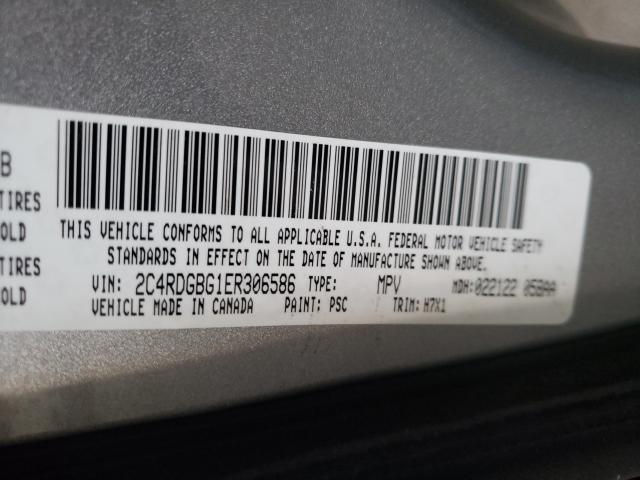 B
TIRES
OLD
TIRES
OLD
THIS VEHICLE CONFORMS TO ALL APPLICABLE U.S.A. FEDERAL MOTOR VEHICLE SAFETY
STANDARDS IN EFFECT ON THE DATE OF MANUFACTURE SHOWN ABOVE.
VIN: 2C4RDGBG1ER306586 TYPE: MPV MDH: 022122 05BAA
VEHICLE MADE IN CANADA PAINT: PSC TRIM: H7X1